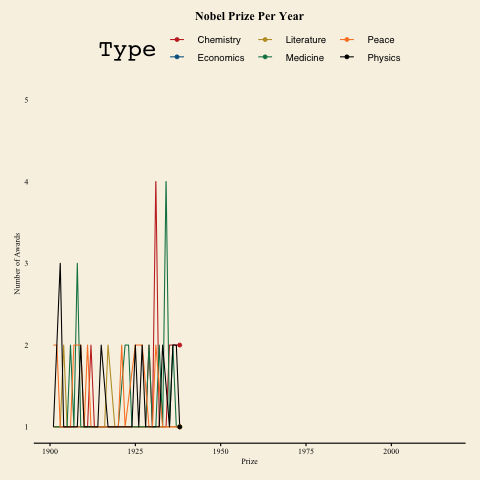 Nobel Prize Per Year
Type
Chemistry Literature Peace
Economics Medicine Physics
5
4
3
2
1
Number of Awards
1900 1925 1950 1975 2000
Prize